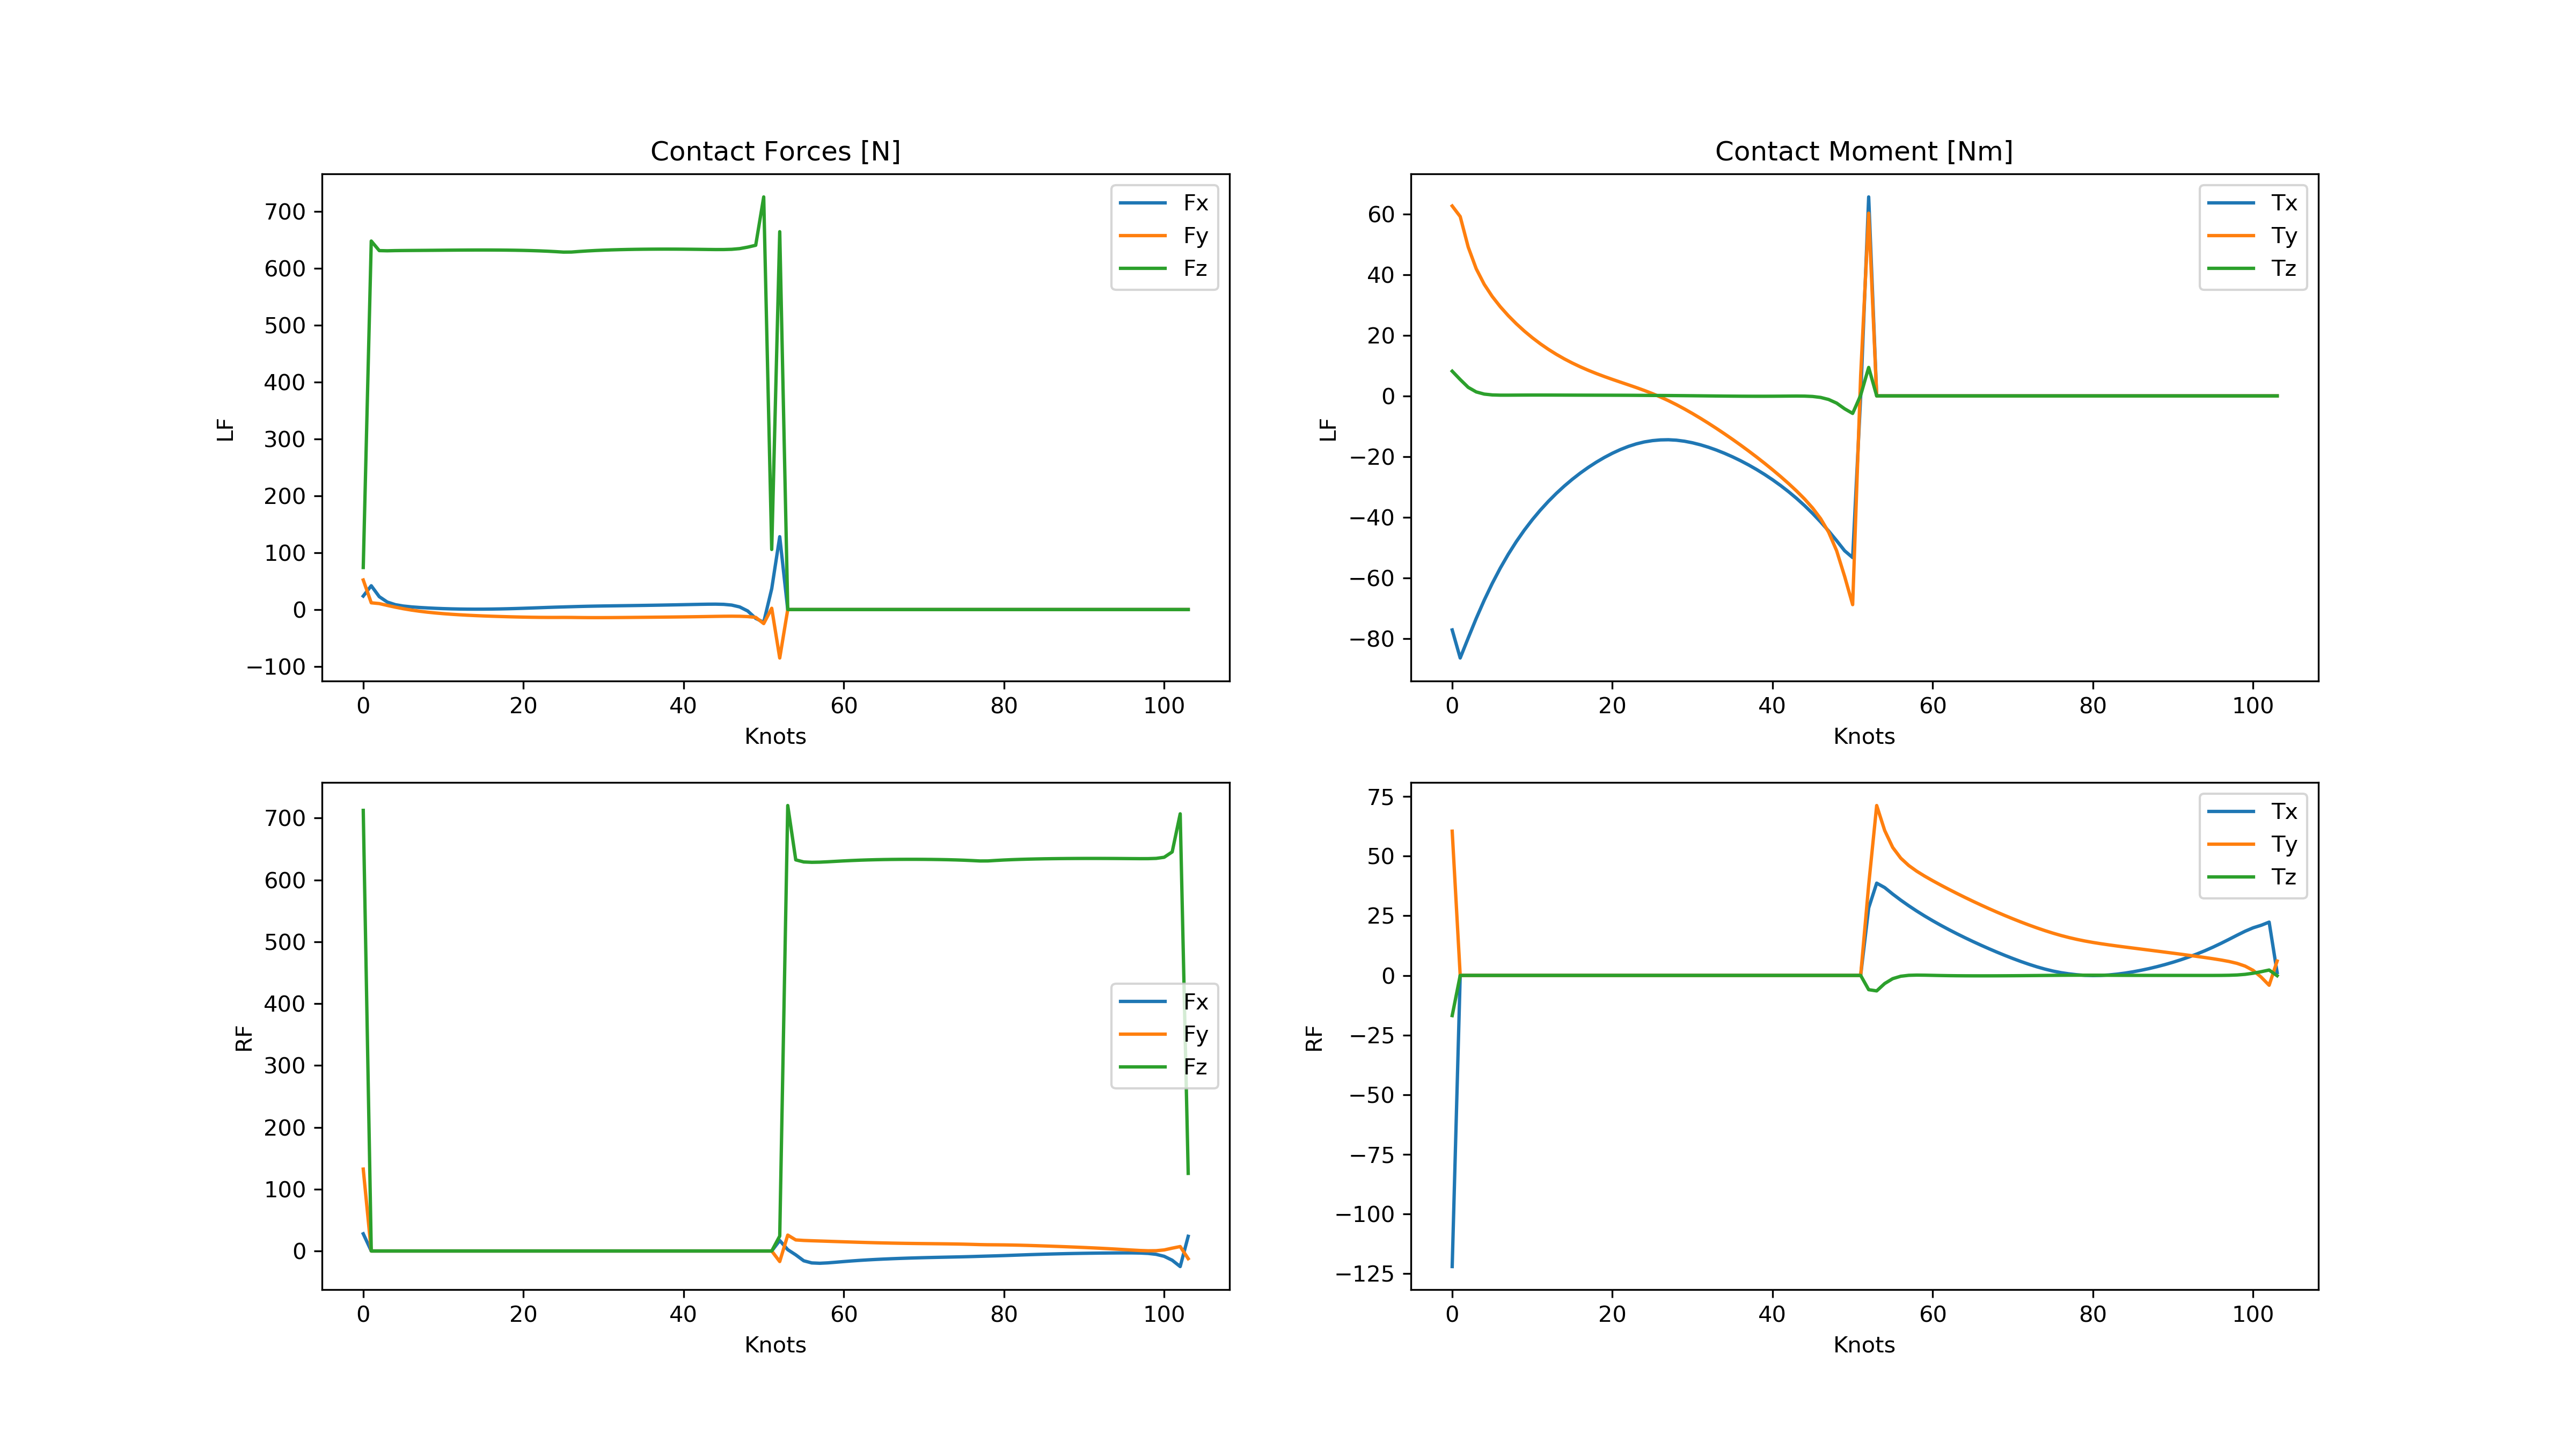 Contact Forces [N]
Contact Moment [Nm]
700
600
500
400
300
200
100
0
−100
LF
Fx
Fy
Fz
0 20 40 60 80 100
Knots
60
40
20
0
−20
−40
−60
−80
LF
Tx
Ty
Tz
0 20 40 60 80 100
Knots
700
600
500
400
300
200
100
0
RF
Fx
Fy
Fz
0 20 40 60 80 100
Knots
75
50
25
0
−25
−50
−75
−100
−125
RF
Tx
Ty
Tz
0 20 40 60 80 100
Knots